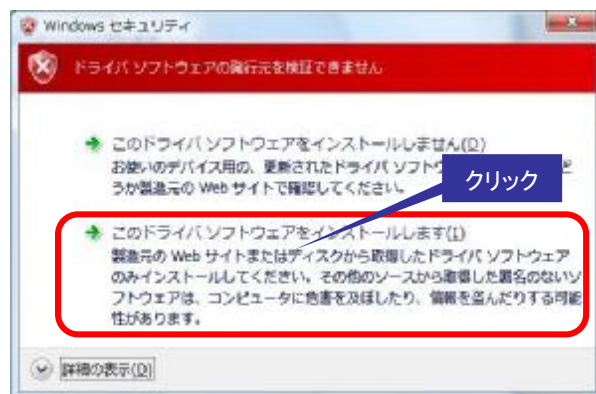 Windows セキュリティ
ドライバ ソフトウェアの発行元を検証できません
このドライバ ソフトウェアをインストールしません(D)
お使いのデバイス用の、更新されたドライバ ソフト
クリック
うか製造元の Web サイトで確認してください。
このドライバ ソフトウェアをインストールします(I)
製造元の Web サイトまたはディスクから取得したドライバ ソフトウェア
のみインストールしてください。その他のソースから取得した署名のないソ
フトウェアは、コンピュータに危害を及ぼしたり、情報を盗んだりする可能
性があります。
詳細の表示(D)